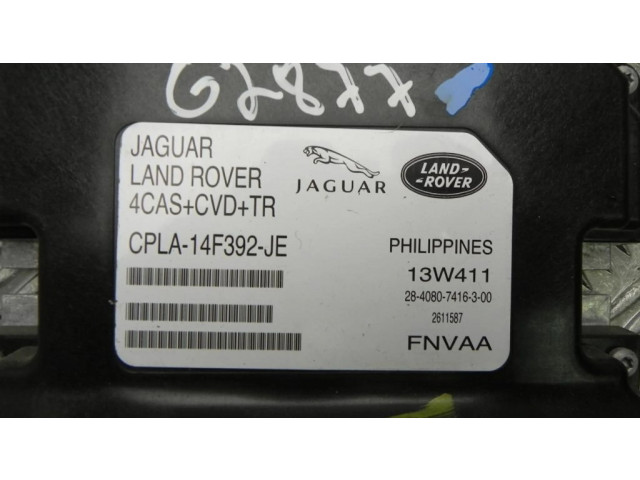 G2877
JAGUAR
LAND ROVER
4CAS+CVD+TR
CPLA-14F392-JE
JAGUAR
LAND-
-ROVER
PHILIPPINES
13W411
28-4080-7416-3-00
2611587
FNVAA